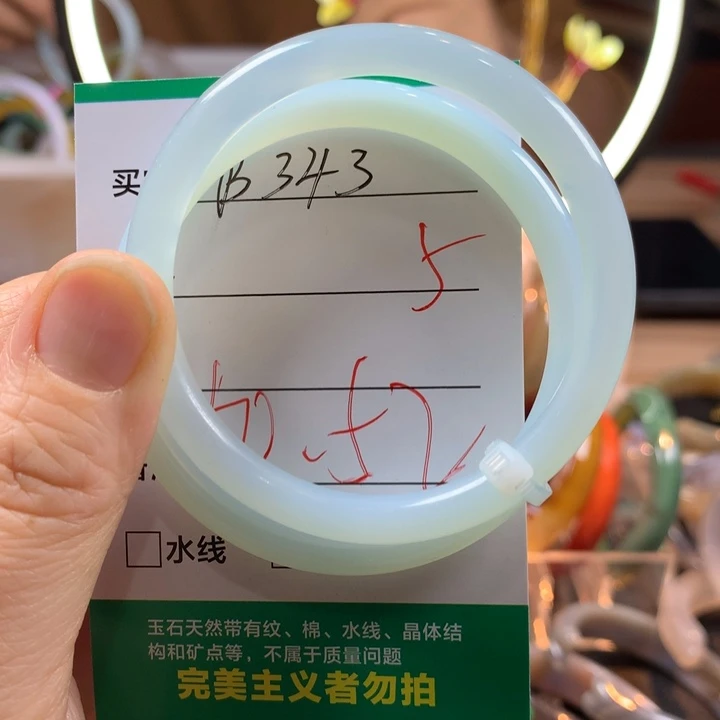 买
343
5
水线
玉石天然带有纹、棉、水线、晶体结
构和矿点等，不属于质量问题
完美主义者勿拍